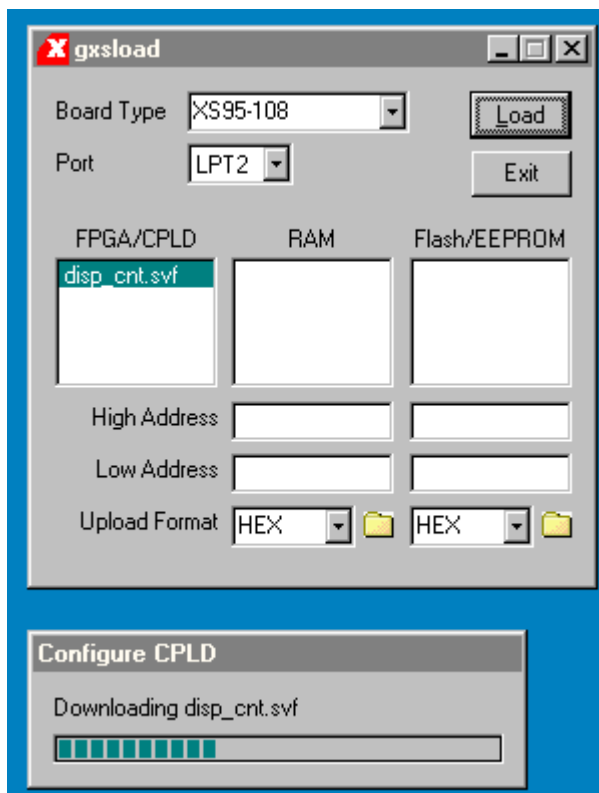 gxsload
Board Type XS95-108 Load
Port LPT2 Exit
FPGA/CPLD RAM Flash/EEPROM
disp_cnt.svf
High Address
Low Address
Upload Format HEX HEX
Configure CPLD
Downloading disp_cnt.svf